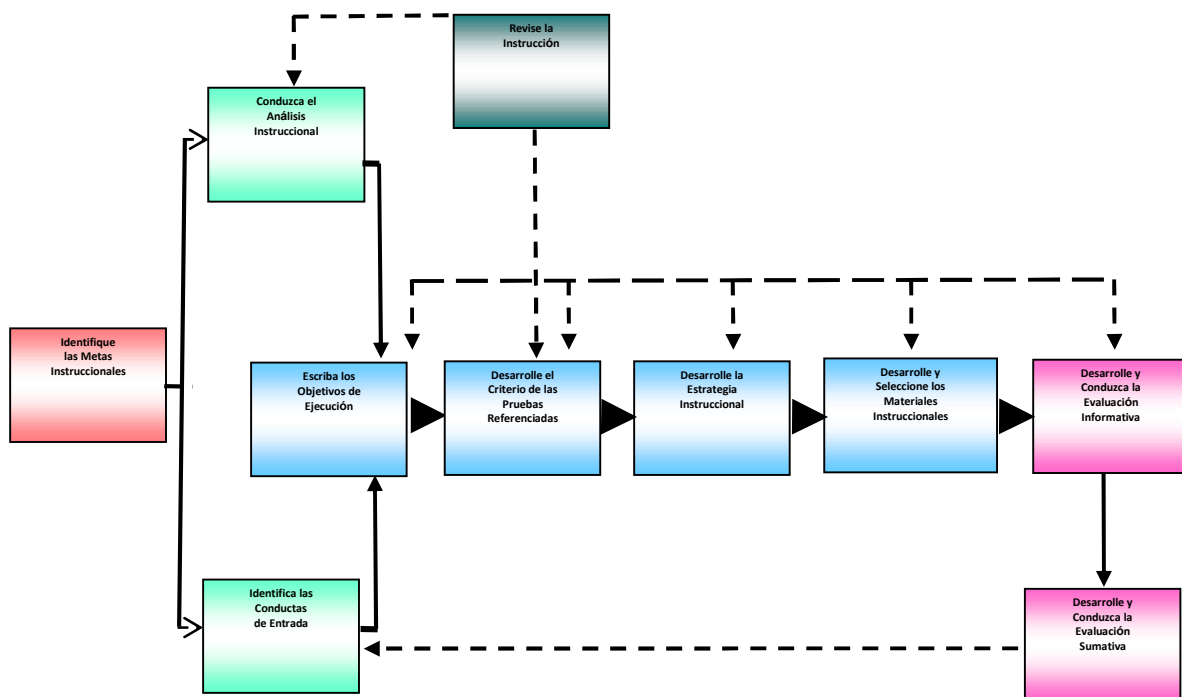 Revise la
Instrucción
Conduzca el
Análisis
Instruccional
Identifique
las Metas
Instruccionales
Escriba los
Objetivos de
Ejecución
Desarrolle el
Criterio de las
Pruebas
Referenciadas
Desarrolle la
Estrategia
Instruccional
Desarrolle y
Seleccione los
Materiales
Instruccionales
Desarrolle y
Conduzca la
Evaluación
Informativa
Identifica las
Conductas
de Entrada
Desarrolle y
Conduzca la
Evaluación
Sumativa